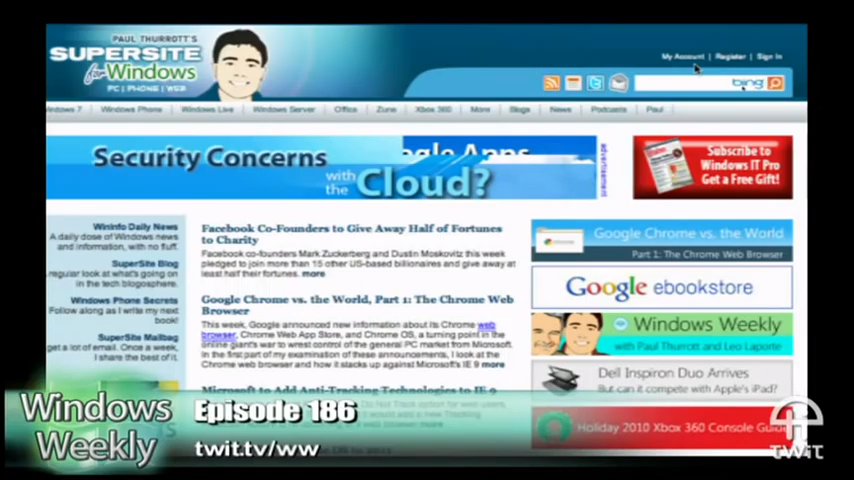 PAUL THURROTT'S
SUPERSITE
for Windows
PC | PHONE | WEB
My Account | Register | Sign In
bing
Windows Phone
Windows Live
Windows Server
Office
Zune
Xbox 360
More
Blogs
News
Podcasts
Paul
Security Concerns
with the
Cloud?
advertisement
Subscribe to
Windows IT Pro
Get a Free Gift!
WinInfo Daily News
A daily dose of Windows news
and information, with no fluff.
SuperSite Blog
regular look at what's going on
in the tech blogosphere.
Windows Phone Secrets
Follow along as I write my next
book!
SuperSite Mailbag
get a lot of email. Once a week,
I share the best of it.
Facebook Co-Founders to Give Away Half of Fortunes
to Charity
Facebook co-founders Mark Zuckerberg and Dustin Moskovitz this week
pledged to join more than 15 other US-based billionaires and give away at
least half their fortunes. more
Google Chrome vs. the World, Part 1: The Chrome Web
Browser
This week, Google announced new information about its Chrome web
browser, Chrome Web App Store, and Chrome OS, a turning point in the
online giant's war to wrest control of the general PC market from Microsoft.
In the first part of my examination of these announcements, I look at the
Chrome web browser and how it stacks up against Microsoft's IE 9 more
Microsoft to Add Anti-Tracking Technologies to IE 9
Google Chrome vs. the World
Part 1: The Chrome Web Browser
Google ebookstore
Windows Weekly
with Paul Thurrott and Leo Laporte
Dell Inspiron Duo Arrives
But can it compete with Apple's iPad?
Holiday 2010 Xbox 360 Console Guide
Windows
Weekly
Episode 186
twit.tv/ww
TWiT